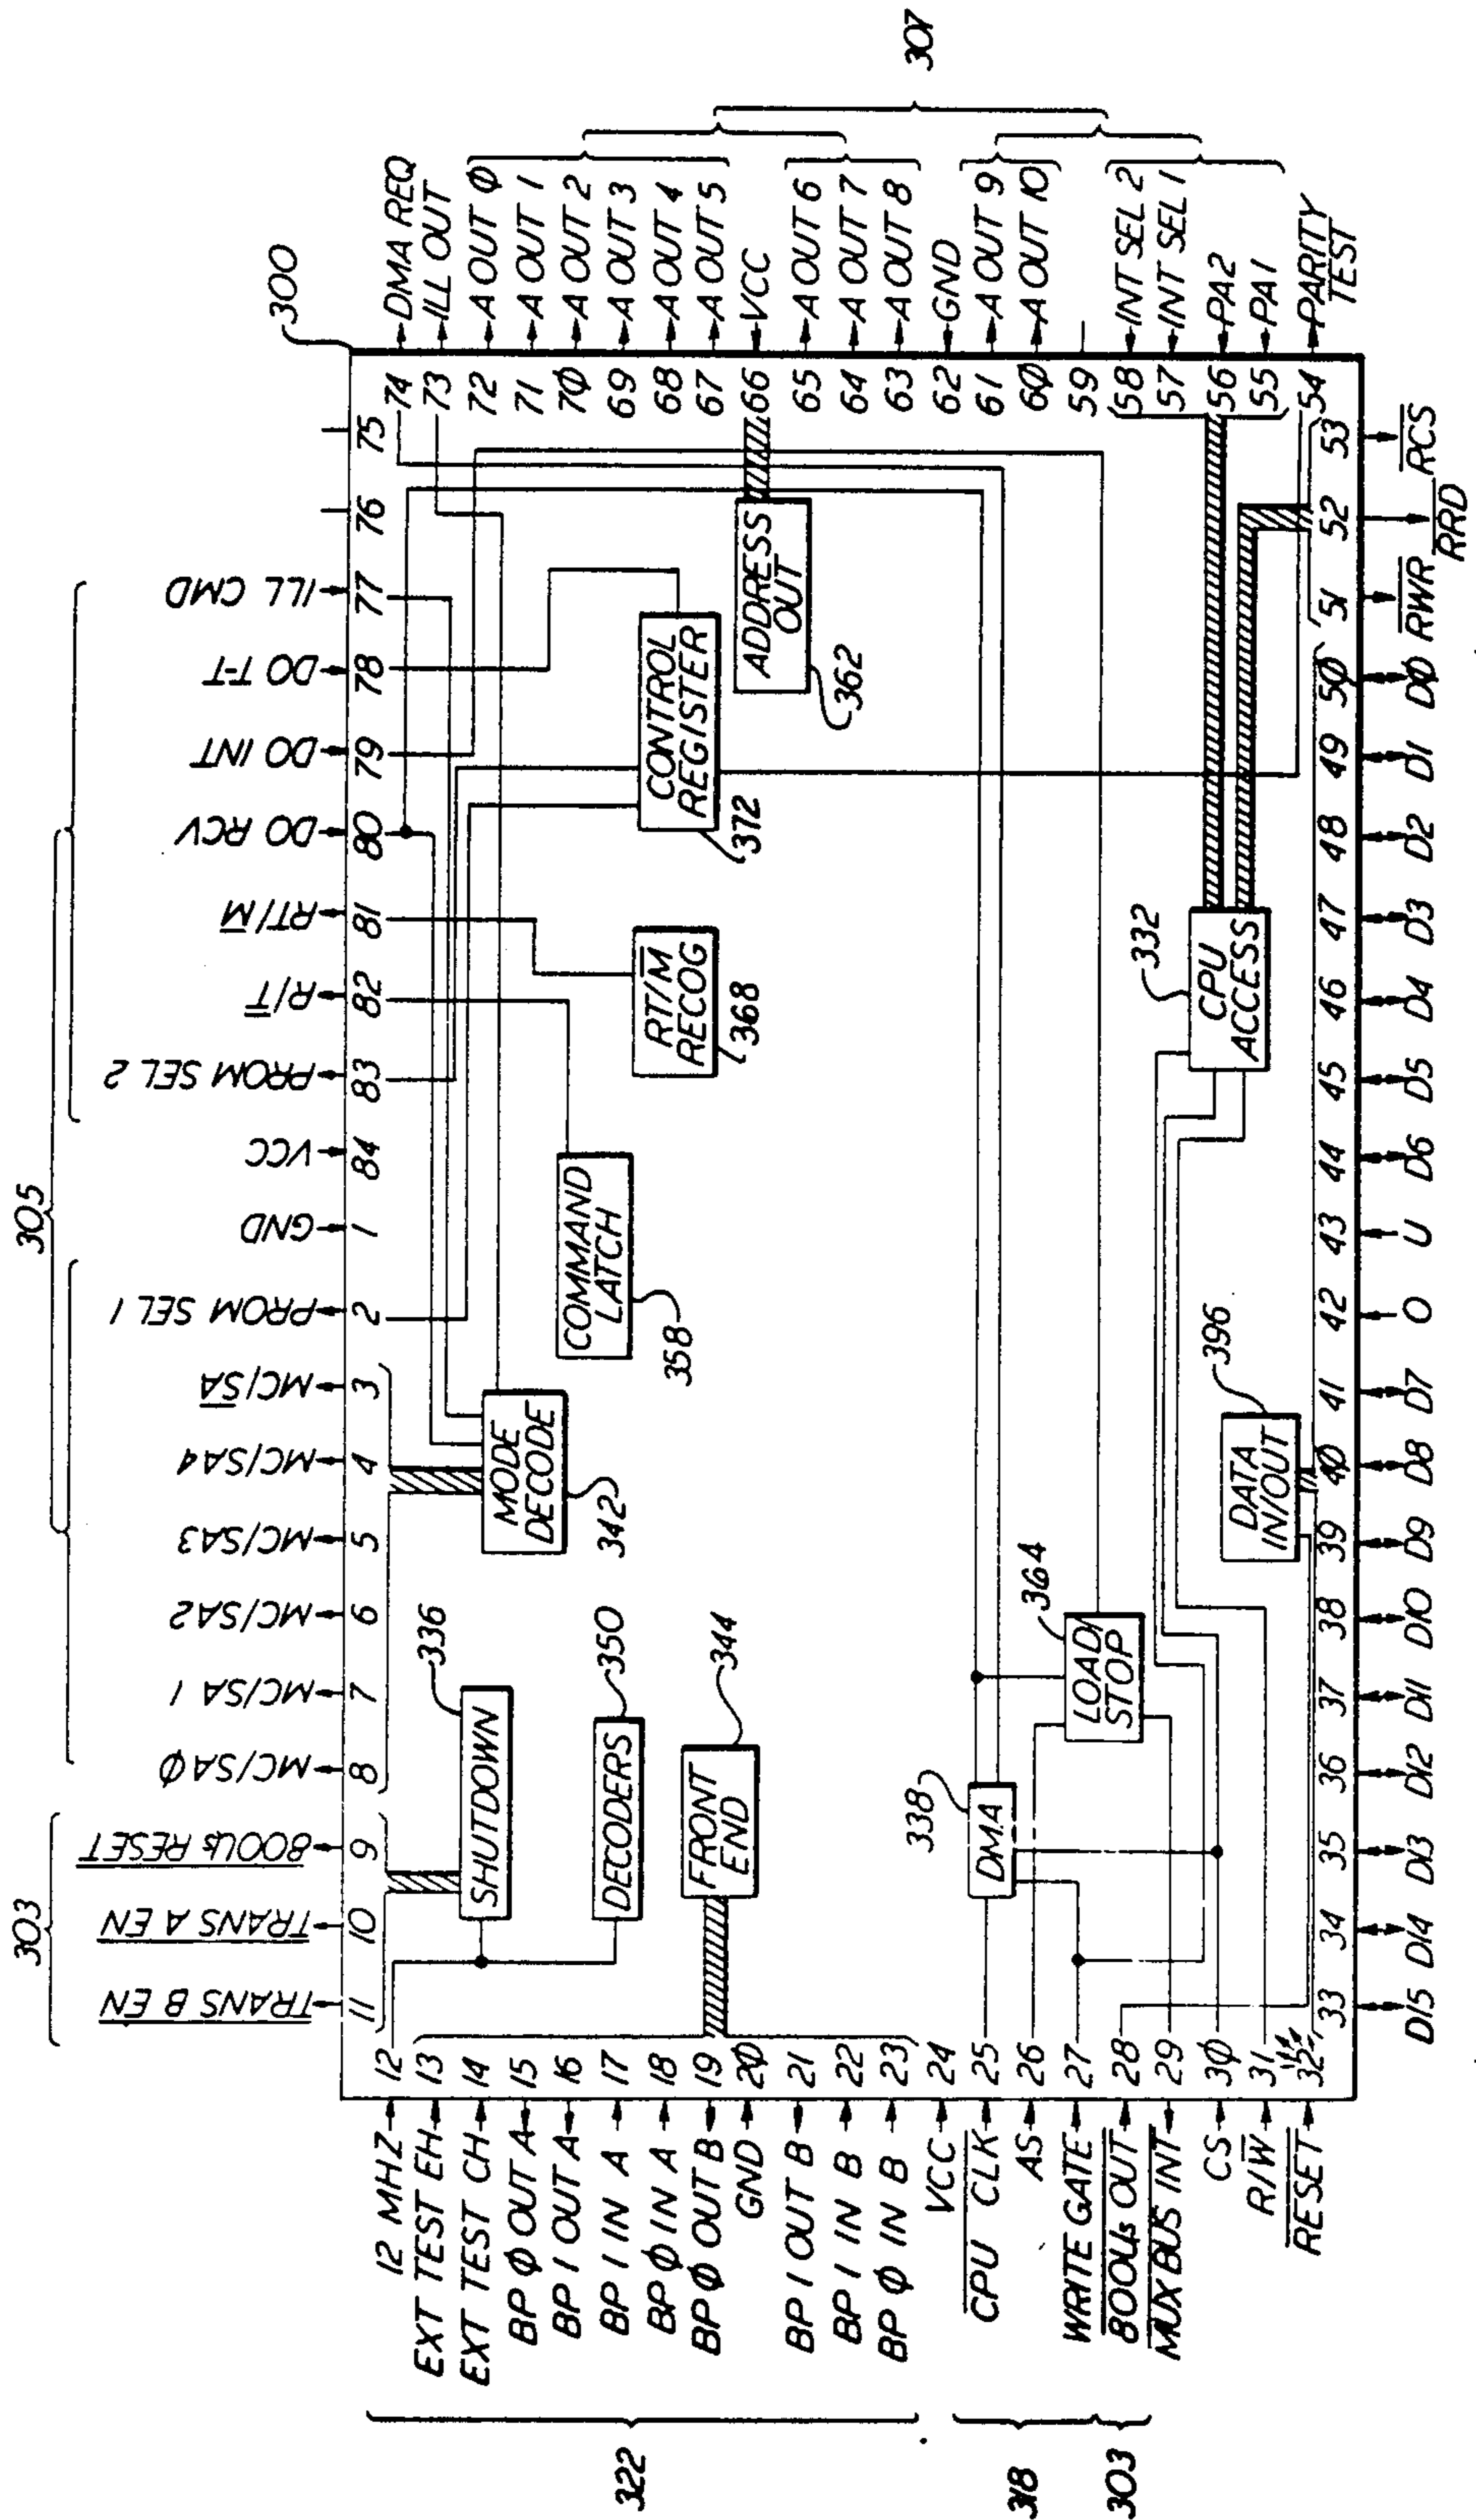 303
305
TRANS B EN
TRANS A EN
800Us RESET
MC/SAØ
MC/SA 1
MC/SA2
MC/SA3
MC/SA4
MC/SA
PROM SEL 1
GND
VCC
PROM SEL 2
R/T
RT/M
DO RCV
DO INT
DO T-T
ILL CMD
11
10
9
8
7
6
5
4
3
2
1
84
83
82
81
80
79
78
77
76
75
300
322
318
303
12 MHZ
EXT TEST EH
EXT TEST CH
BP Ø OUT A
BP 1 OUT A
BP 1 IN A
BP Ø IN A
BP Ø OUT B
GND
BP 1 OUT B
BP 1 IN B
BP Ø IN B
VCC
CPU CLK
AS
WRITE GATE
800Us OUT
MUX BUS INT
CS
R/W
RESET
12
13
14
15
16
17
18
19
2Ø
21
22
23
24
25
26
27
28
29
3Ø
31
32
SHUTDOWN
336
DECODERS
350
FRONT
END
344
MODE
DECODE
342
COMMAND
LATCH
358
RT/M
RECOG
368
CONTROL
REGISTER
372
ADDRESS
OUT
362
DMA
338
LOAD/
STOP
364
CPU
ACCESS
332
DATA
IN/OUT
396
74
73
72
71
7Ø
69
68
67
66
65
64
63
62
61
6Ø
59
58
57
56
55
54
DMA REQ
ILL OUT
A OUT Ø
A OUT 1
A OUT 2
A OUT 3
A OUT 4
A OUT 5
VCC
A OUT 6
A OUT 7
A OUT 8
GND
A OUT 9
A OUT 1Ø
INT SEL 2
INT SEL 1
PA2
PA1
PARITY
TEST
307
33
34
35
36
37
38
39
4Ø
41
42
43
44
45
46
47
48
49
5Ø
51
52
53
D15
D14
D13
D12
D11
D10
D9
D8
D7
O
U
D6
D5
D4
D3
D2
D1
DØ
RWR
RRD
RCS